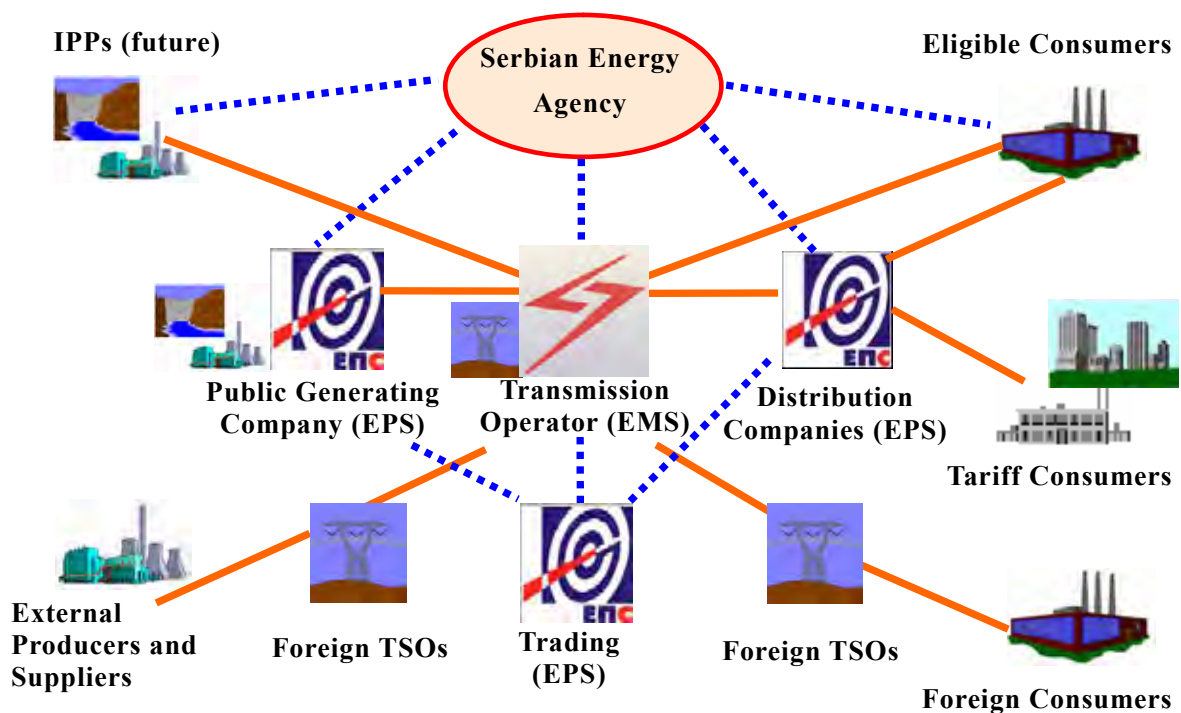 IPPs (future)
Serbian Energy
Agency
Eligible Consumers
ЕПС
ЕПС
Public Generating
Company (EPS)
Transmission
Operator (EMS)
Distribution
Companies (EPS)
Tariff Consumers
ЕПС
External
Producers and
Suppliers
Foreign TSOs
Trading
(EPS)
Foreign TSOs
Foreign Consumers